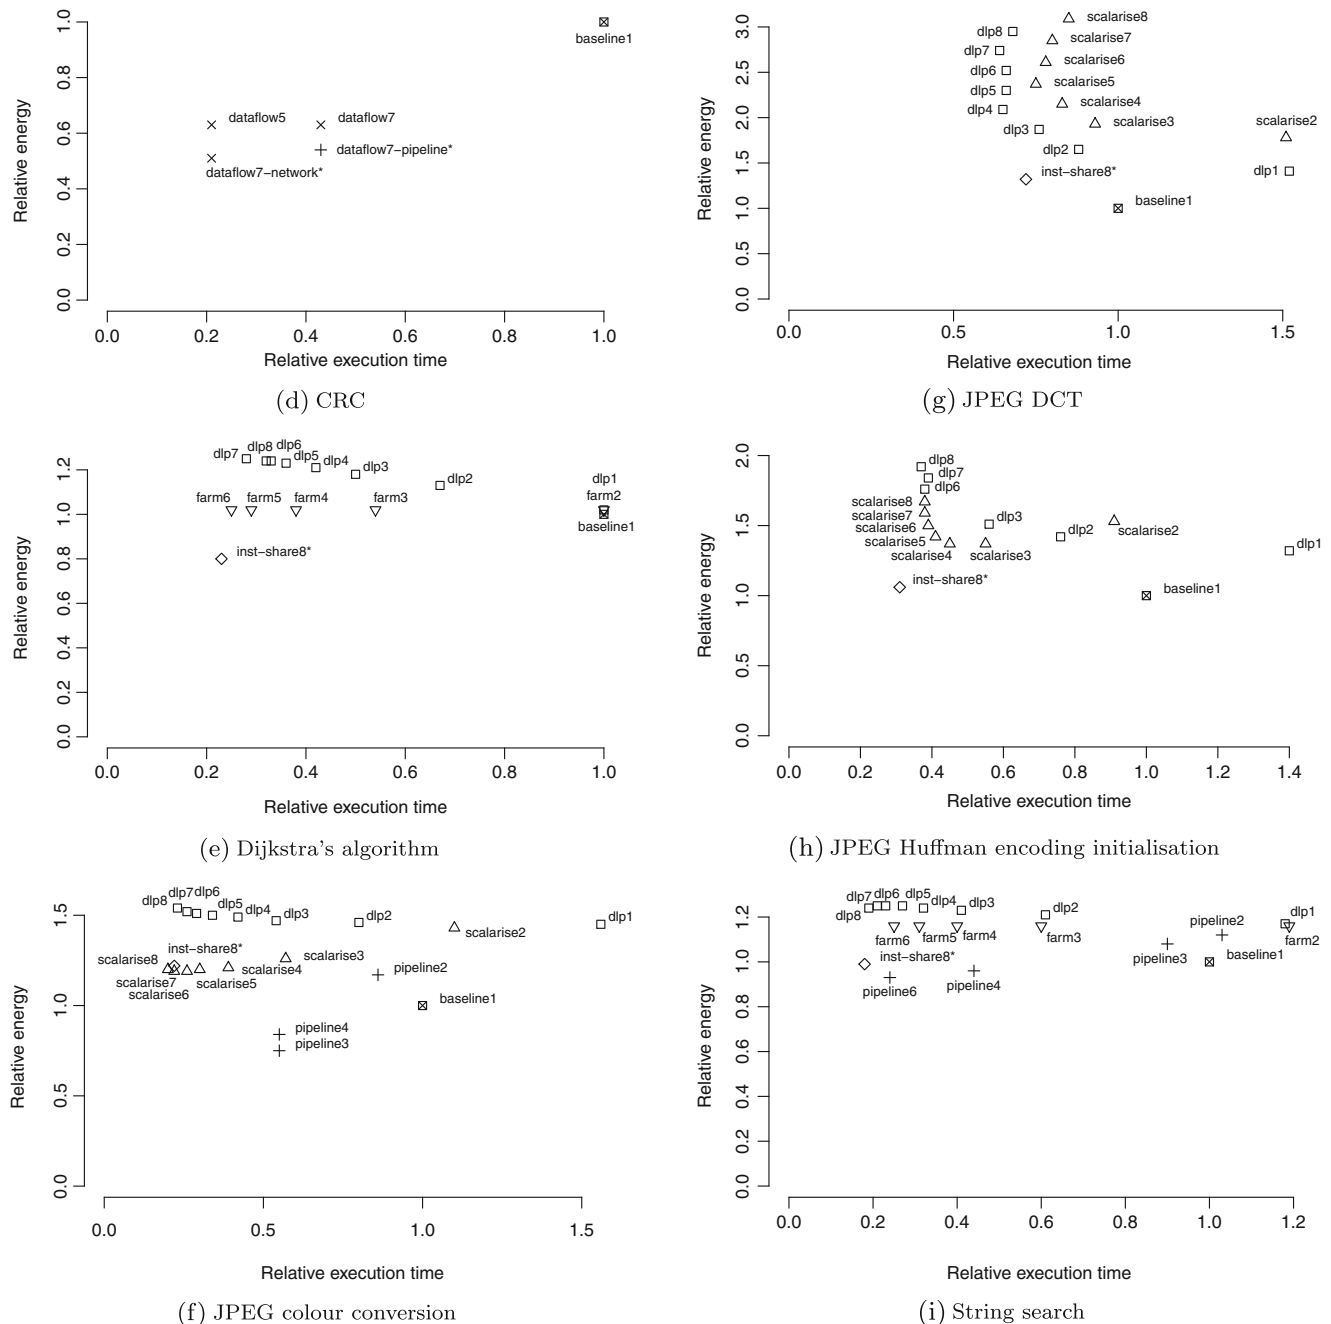 1.0
0.8
0.6
0.4
0.2
0.0
Relative energy
baseline1
dataflow5
dataflow7
dataflow7−pipeline*
dataflow7−network*
0.0 0.2 0.4 0.6 0.8 1.0
Relative execution time
(d) CRC
1.2
1.0
0.8
0.6
0.4
0.2
0.0
Relative energy
dlp7
dlp8
dlp6
dlp5
dlp4
dlp3
dlp2
dlp1
farm6
farm5
farm4
farm3
farm2
baseline1
inst−share8*
0.0 0.2 0.4 0.6 0.8 1.0
Relative execution time
(e) Dijkstra's algorithm
1.5
1.0
0.5
0.0
Relative energy
dlp8
dlp7
dlp6
dlp5
dlp4
dlp3
dlp2
dlp1
scalarise2
inst−share8*
scalarise8
scalarise3
scalarise4
scalarise7
scalarise5
scalarise6
pipeline2
baseline1
pipeline4
pipeline3
0.0 0.5 1.0 1.5
Relative execution time
(f) JPEG colour conversion
3.0
2.5
2.0
1.5
1.0
0.5
0.0
Relative energy
scalarise8
dlp8
scalarise7
dlp7
scalarise6
dlp6
scalarise5
dlp5
scalarise4
dlp4
scalarise3
scalarise2
dlp3
dlp2
inst−share8*
dlp1
baseline1
0.0 0.5 1.0 1.5
Relative execution time
(g) JPEG DCT
2.0
1.5
1.0
0.5
0.0
Relative energy
dlp8
dlp7
dlp6
scalarise8
scalarise7
scalarise6
scalarise5
scalarise4
scalarise3
dlp3
dlp2
scalarise2
dlp1
inst−share8*
baseline1
0.0 0.2 0.4 0.6 0.8 1.0 1.2 1.4
Relative execution time
(h) JPEG Huffman encoding initialisation
1.2
1.0
0.8
0.6
0.4
0.2
0.0
Relative energy
dlp7
dlp6
dlp5
dlp4
dlp3
dlp2
dlp1
dlp8
pipeline2
farm6
farm5
farm4
farm3
farm2
inst−share8*
pipeline3
baseline1
pipeline6
pipeline4
0.0 0.2 0.4 0.6 0.8 1.0 1.2
Relative execution time
(i) String search